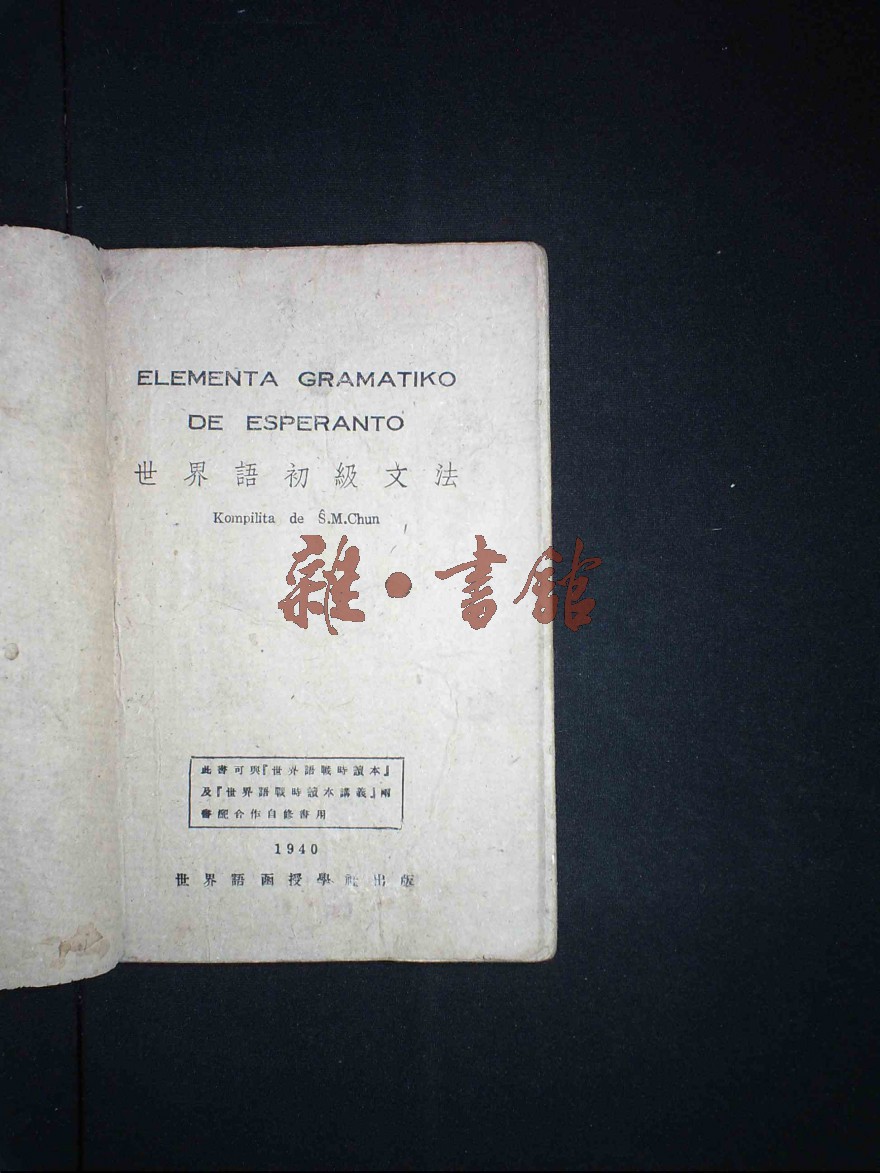 ELEMENTA GRAMATIKO
DE ESPERANTO
世界語初級文法
Kompilita de Ŝ.M.Chun
雜·書館
此書可與『世界語戰時讀本』
及『世界語戰時讀本講義』兩
書配合作自修書用
1940
世界語函授學社出版